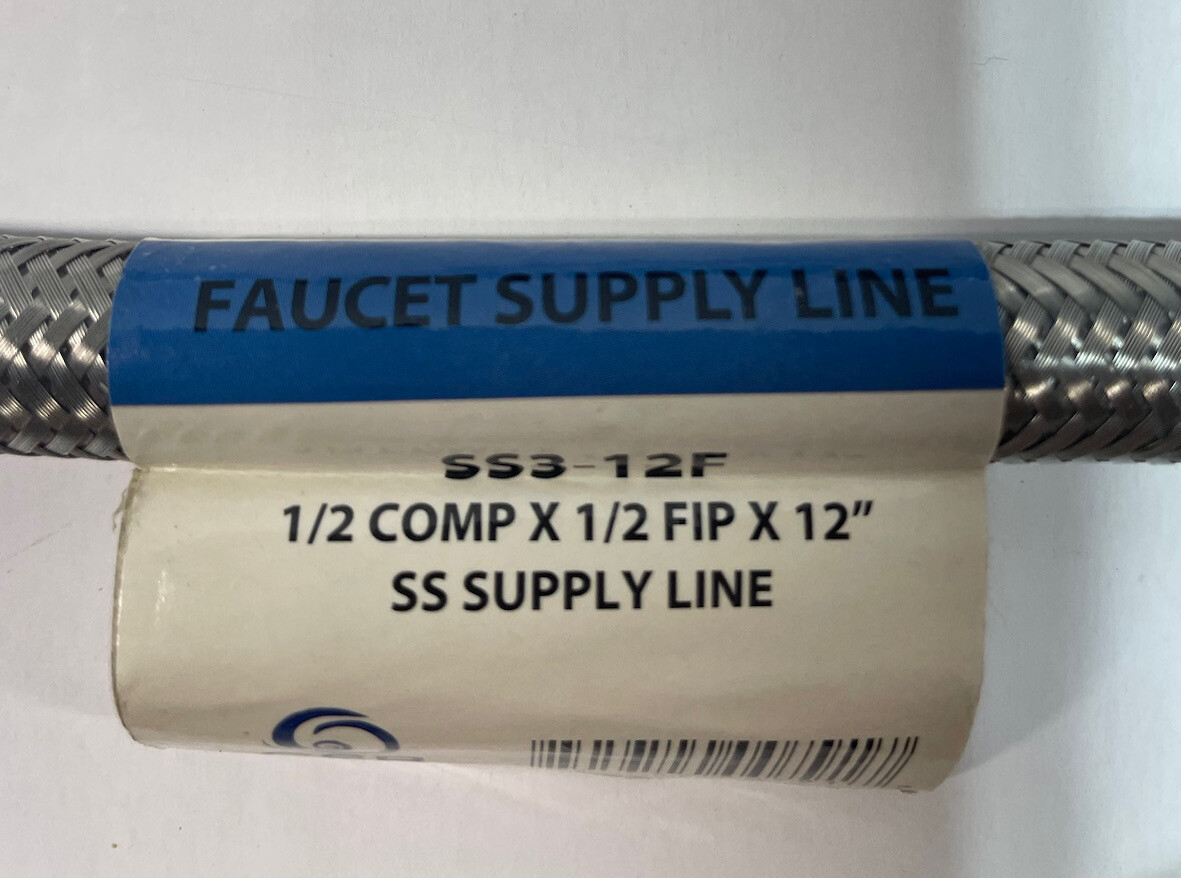 FAUCET SUPPLY LINE
SS3-12F
1/2 COMP X 1/2 FIP X 12”
SS SUPPLY LINE